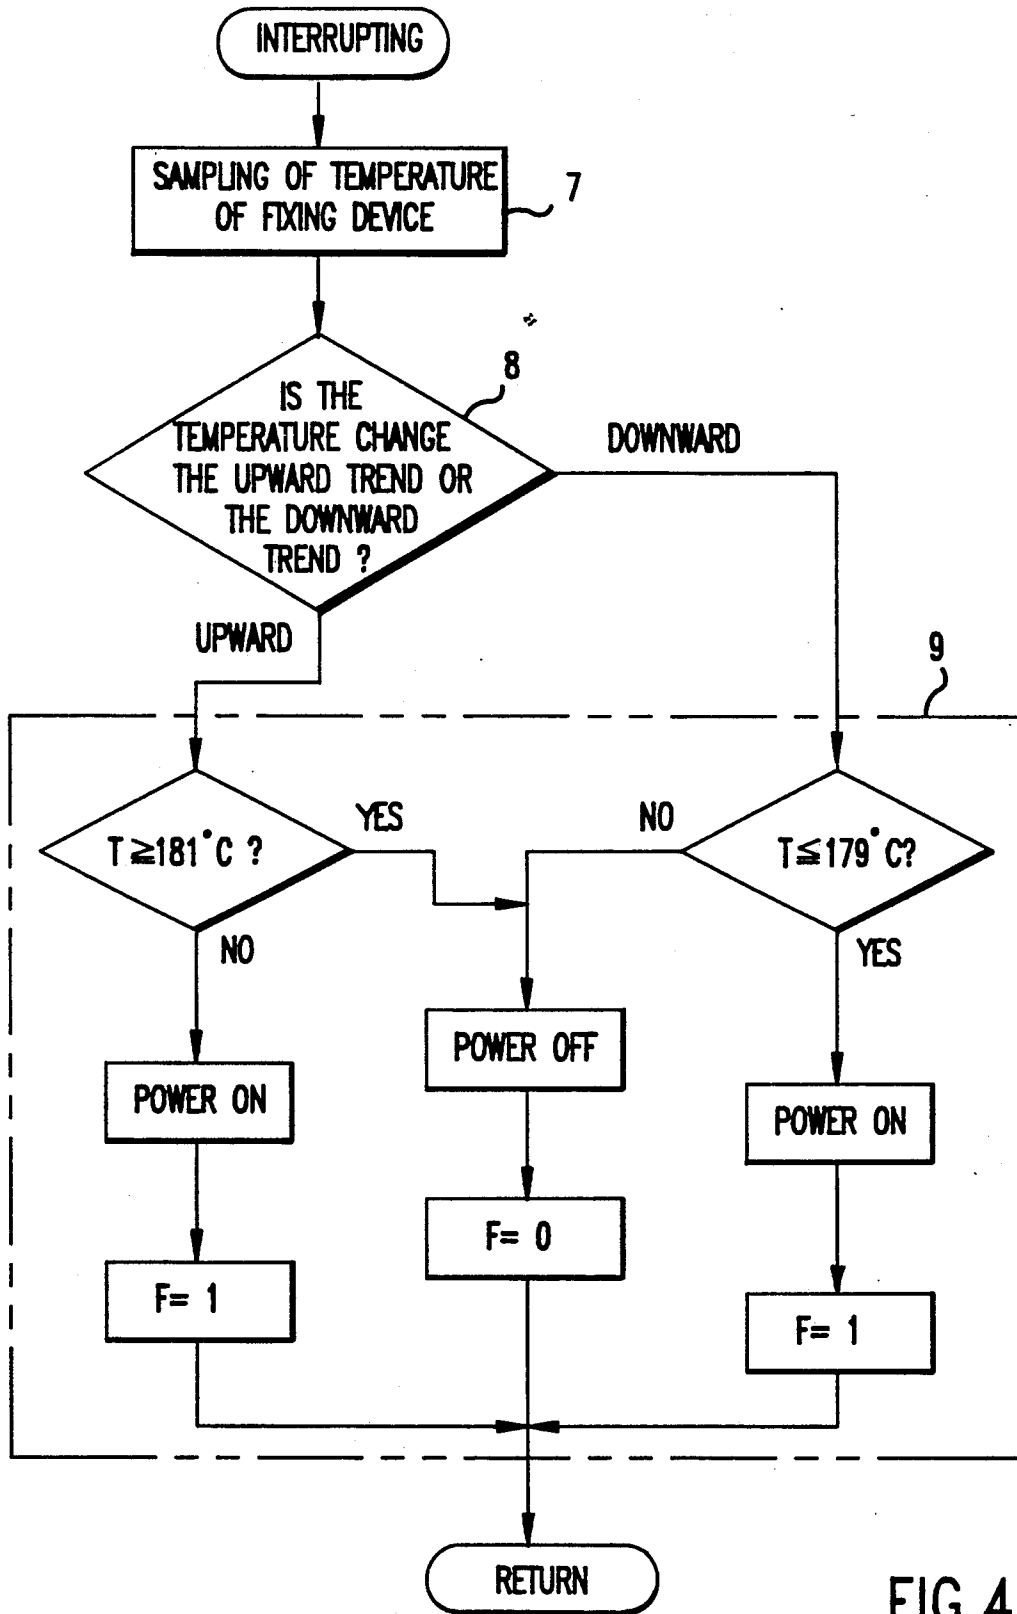 INTERRUPTING
SAMPLING OF TEMPERATURE
OF FIXING DEVICE
7
8
IS THE
TEMPERATURE CHANGE
THE UPWARD TREND OR
THE DOWNWARD
TREND ?
DOWNWARD
UPWARD
9
T ≧ 181°C ?
YES
NO
T ≦ 179°C?
NO
YES
POWER OFF
POWER ON
POWER ON
F= 0
F= 1
F= 1
RETURN
FIG. 4